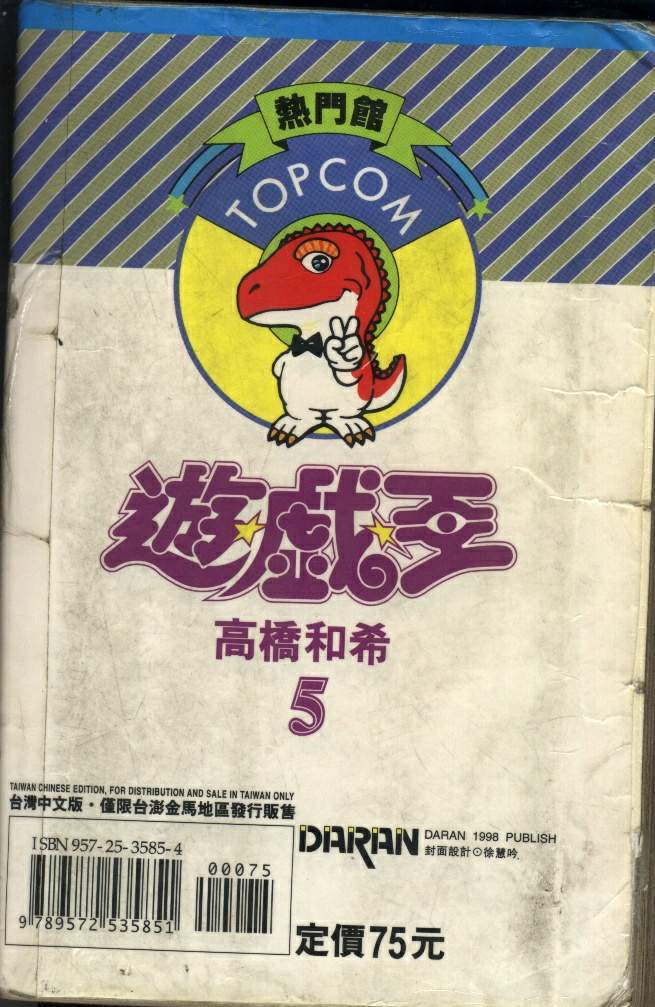 熱門館
TOPCOM
遊戲王
高橋和希
5
TAIWAN CHINESE EDITION, FOR DISTRIBUTION AND SALE IN TAIWAN ONLY
台灣中文版・僅限台澎金馬地區發行販售
ISBN 957-25-3585-4
00075
9 789572 535851
DARAN
DARAN 1998 PUBLISH
封面設計⊙徐慧吟
定價75元